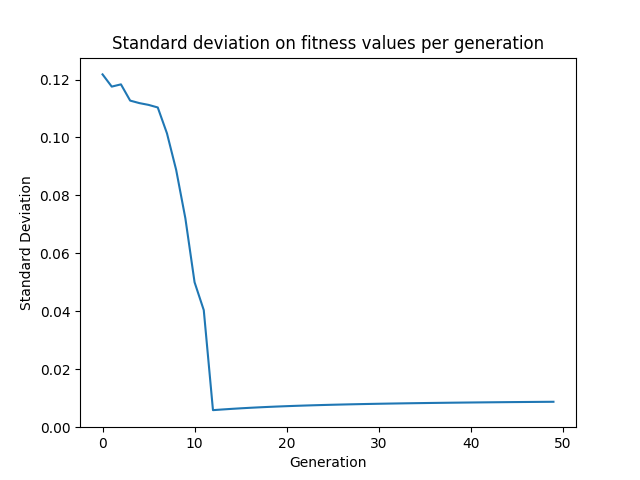 Standard deviation on fitness values per generation
0.12
0.10
0.08
0.06
0.04
0.02
0.00
Standard Deviation
0 10 20 30 40 50
Generation